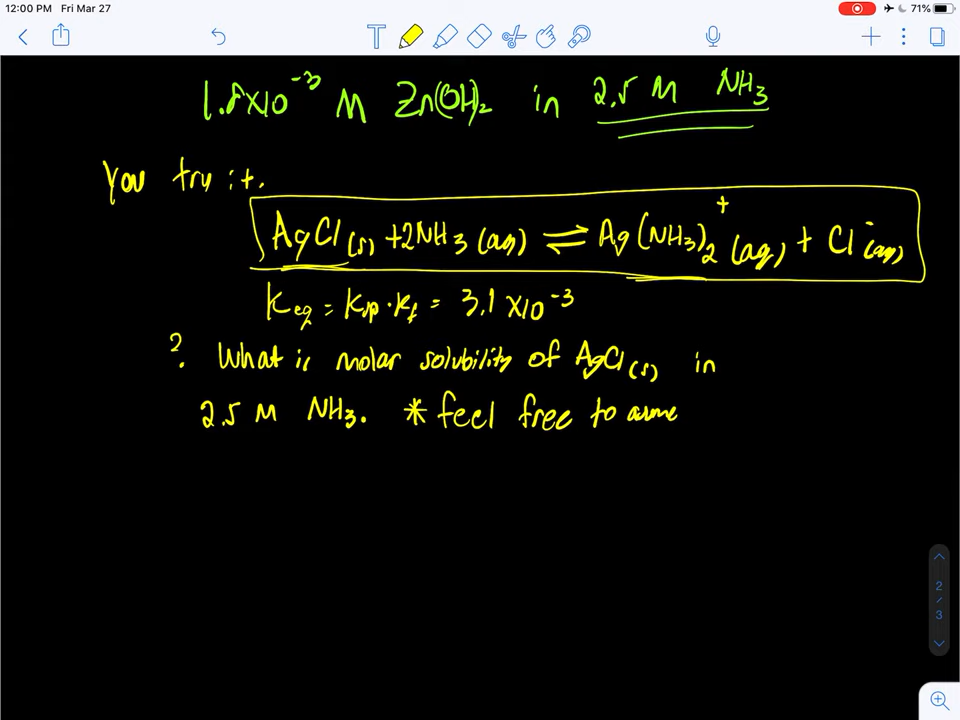 12:00 PM Fri Mar 27
71%
1.8x10⁻³ M Zn(OH)₂ in 2.5 M NH₃
You try it.
AgCl(s) + 2NH₃(aq) ⇌ Ag(NH₃)₂⁺(aq) + Cl⁻(aq)
Keq = Ksp · Kf = 3.1 x10⁻³
? What is molar solubility of AgCl(s) in
2.5 M NH₃. * feel free to assume
2
/
3